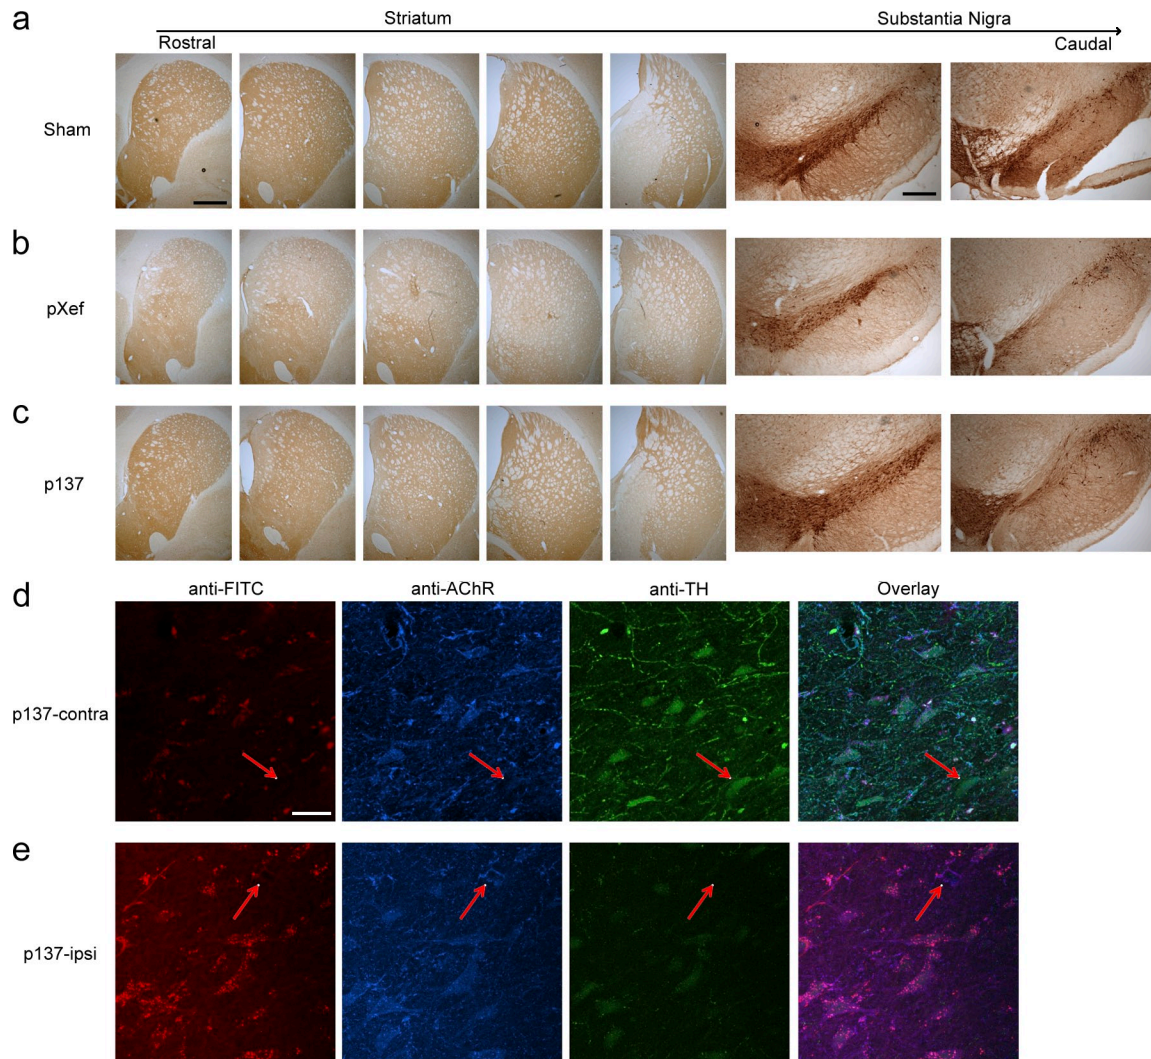 a
Striatum
Substantia Nigra
Rostral
Caudal
Sham
b
pXef
c
p137
d
anti-FITC
anti-AChR
anti-TH
Overlay
p137-contra
e
p137-ipsi